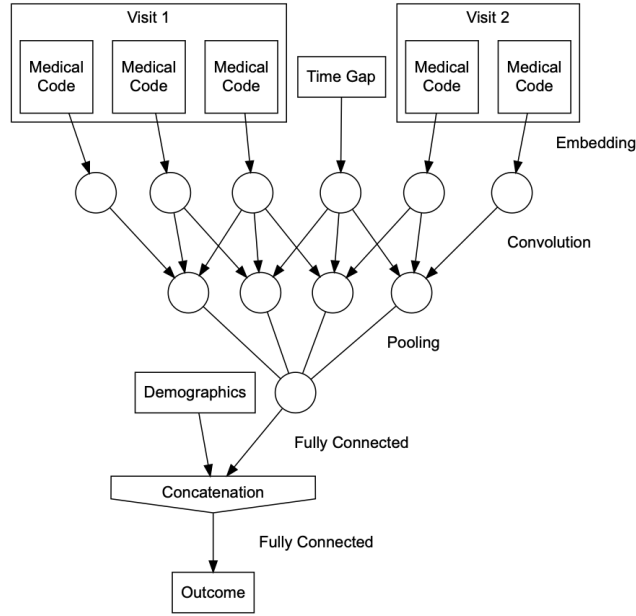 Visit 1
Visit 2
Medical
Code
Medical
Code
Medical
Code
Time Gap
Medical
Code
Medical
Code
Embedding
Convolution
Pooling
Demographics
Fully Connected
Concatenation
Fully Connected
Outcome